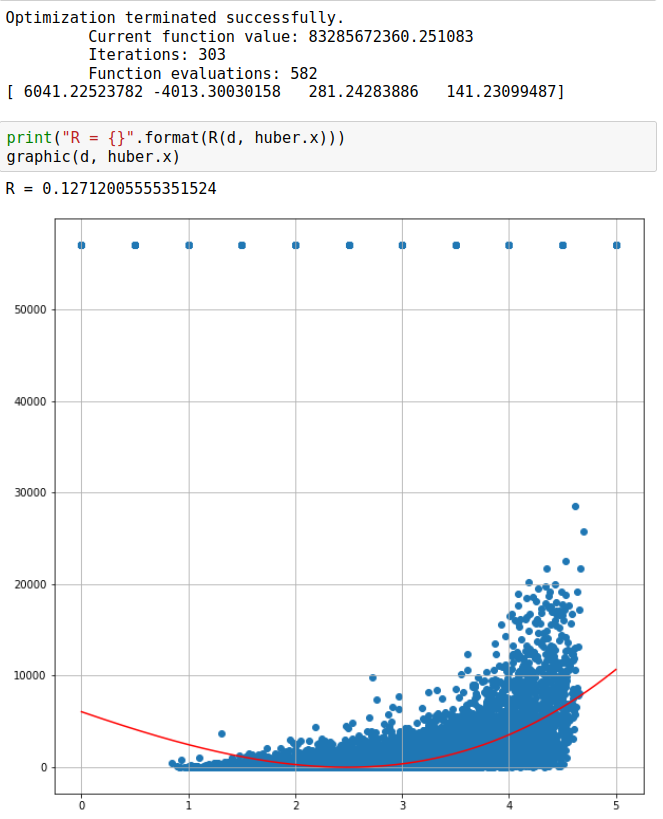 Optimization terminated successfully.
         Current function value: 83285672360.251083
         Iterations: 303
         Function evaluations: 582
[ 6041.22523782 -4013.30030158   281.24283886   141.23099487]
print("R = {}".format(R(d, huber.x)))
graphic(d, huber.x)
R = 0.12712005555351524
50000
40000
30000
20000
10000
0
0 1 2 3 4 5